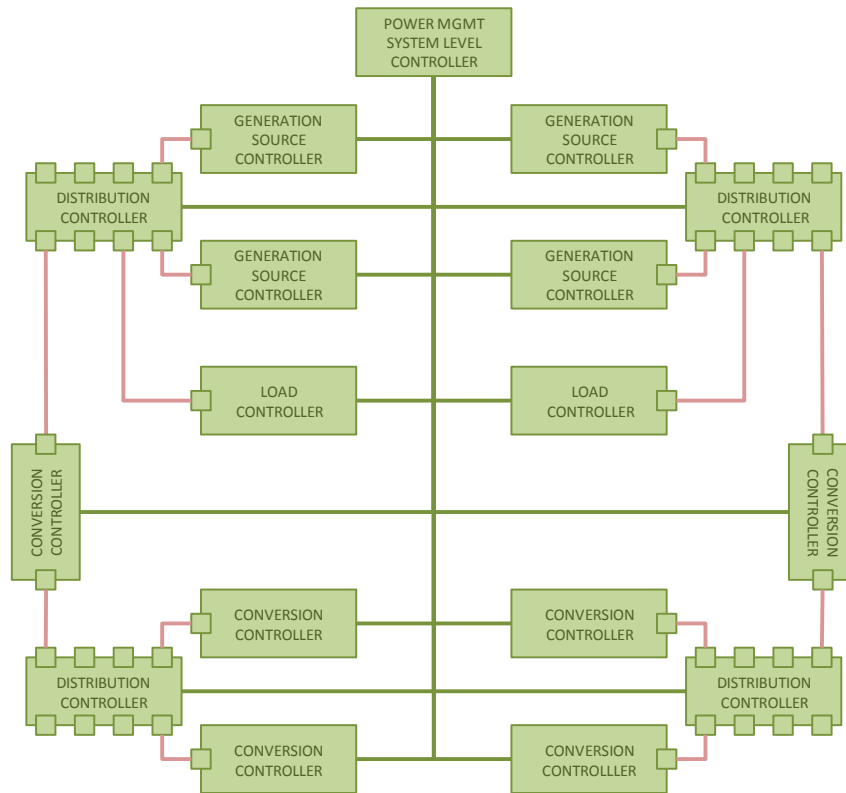 POWER MGMT
SYSTEM LEVEL
CONTROLLER
GENERATION
SOURCE
CONTROLLER
GENERATION
SOURCE
CONTROLLER
DISTRIBUTION
CONTROLLER
DISTRIBUTION
CONTROLLER
GENERATION
SOURCE
CONTROLLER
GENERATION
SOURCE
CONTROLLER
LOAD
CONTROLLER
LOAD
CONTROLLER
CONVERSION
CONTROLLER
CONVERSION
CONTROLLER
CONVERSION
CONTROLLER
CONVERSION
CONTROLLER
DISTRIBUTION
CONTROLLER
DISTRIBUTION
CONTROLLER
CONVERSION
CONTROLLER
CONVERSION
CONTROLLLER